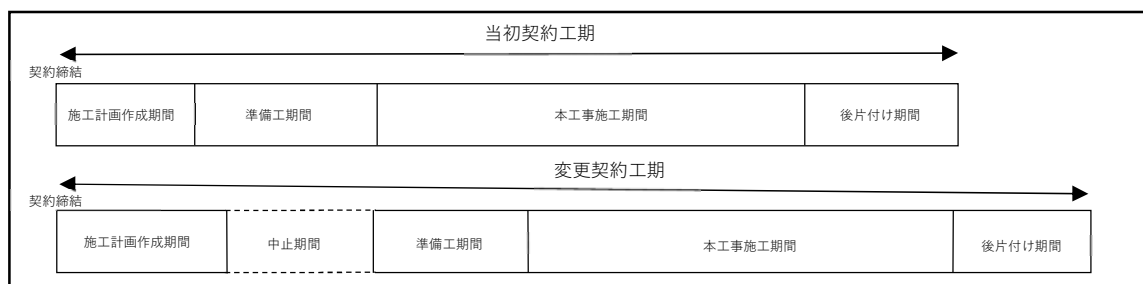 当初契約工期
契約締結
施工計画作成期間 準備工期間 本工事施工期間 後片付け期間
変更契約工期
契約締結
施工計画作成期間 中止期間 準備工期間 本工事施工期間 後片付け期間